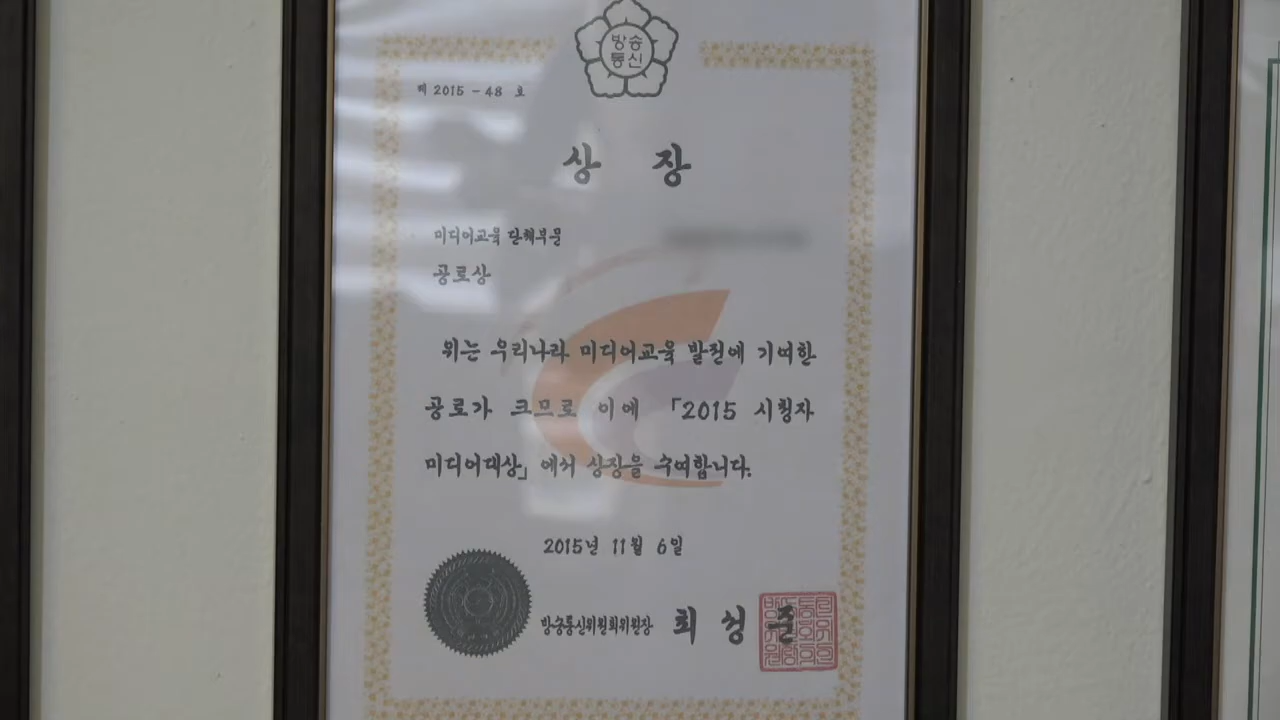 방송
통신
제 2015 - 48 호
상 장
미디어교육 단체부문
공로상
위는 우리나라 미디어교육 발전에 기여한
공로가 크므로 이에 「2015 시청자
미디어대상」에서 상장을 수여합니다.
2015년 11월 6일
방송통신위원회위원장 최 성 준